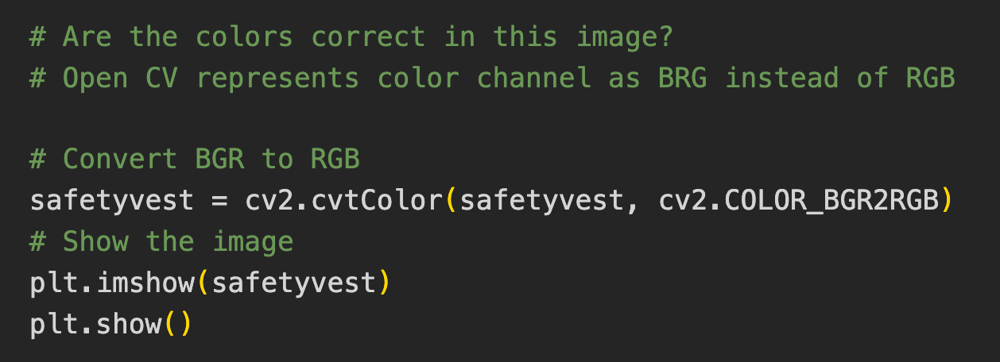 # Are the colors correct in this image?
# Open CV represents color channel as BRG instead of RGB
# Convert BGR to RGB
safetyvest = cv2.cvtColor(safetyvest, cv2.COLOR_BGR2RGB)
# Show the image
plt.imshow(safetyvest)
plt.show()